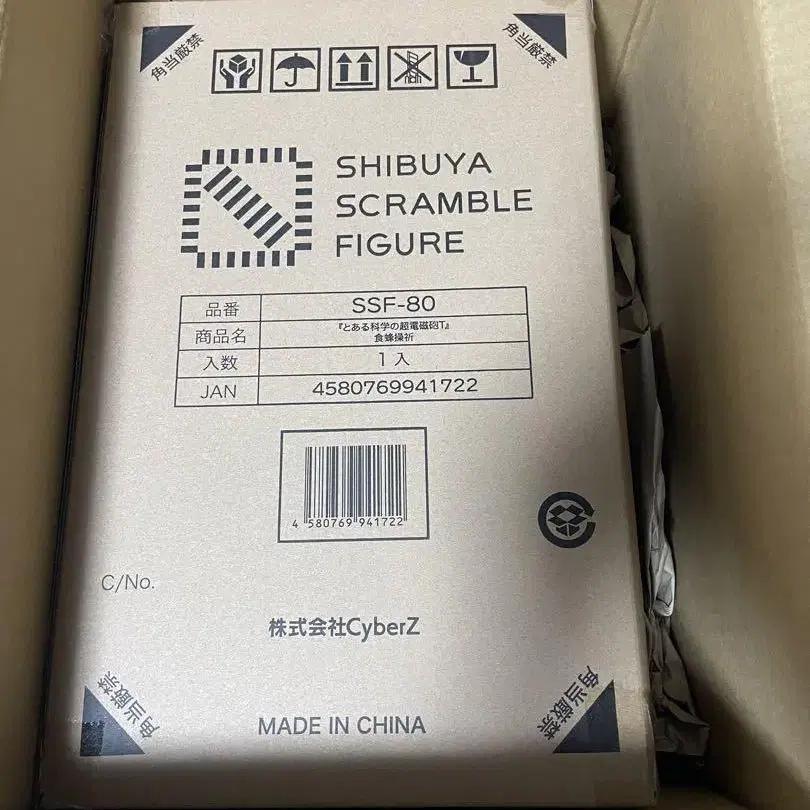 角当厳禁
角当厳禁
SHIBUYA
SCRAMBLE
FIGURE
品番 SSF-80
商品名 『とある科学の超電磁砲T』
食蜂操祈
入数 1入
JAN 4580769941722
4 580769 941722
C/No.
株式会社CyberZ
角当厳禁
角当厳禁
MADE IN CHINA